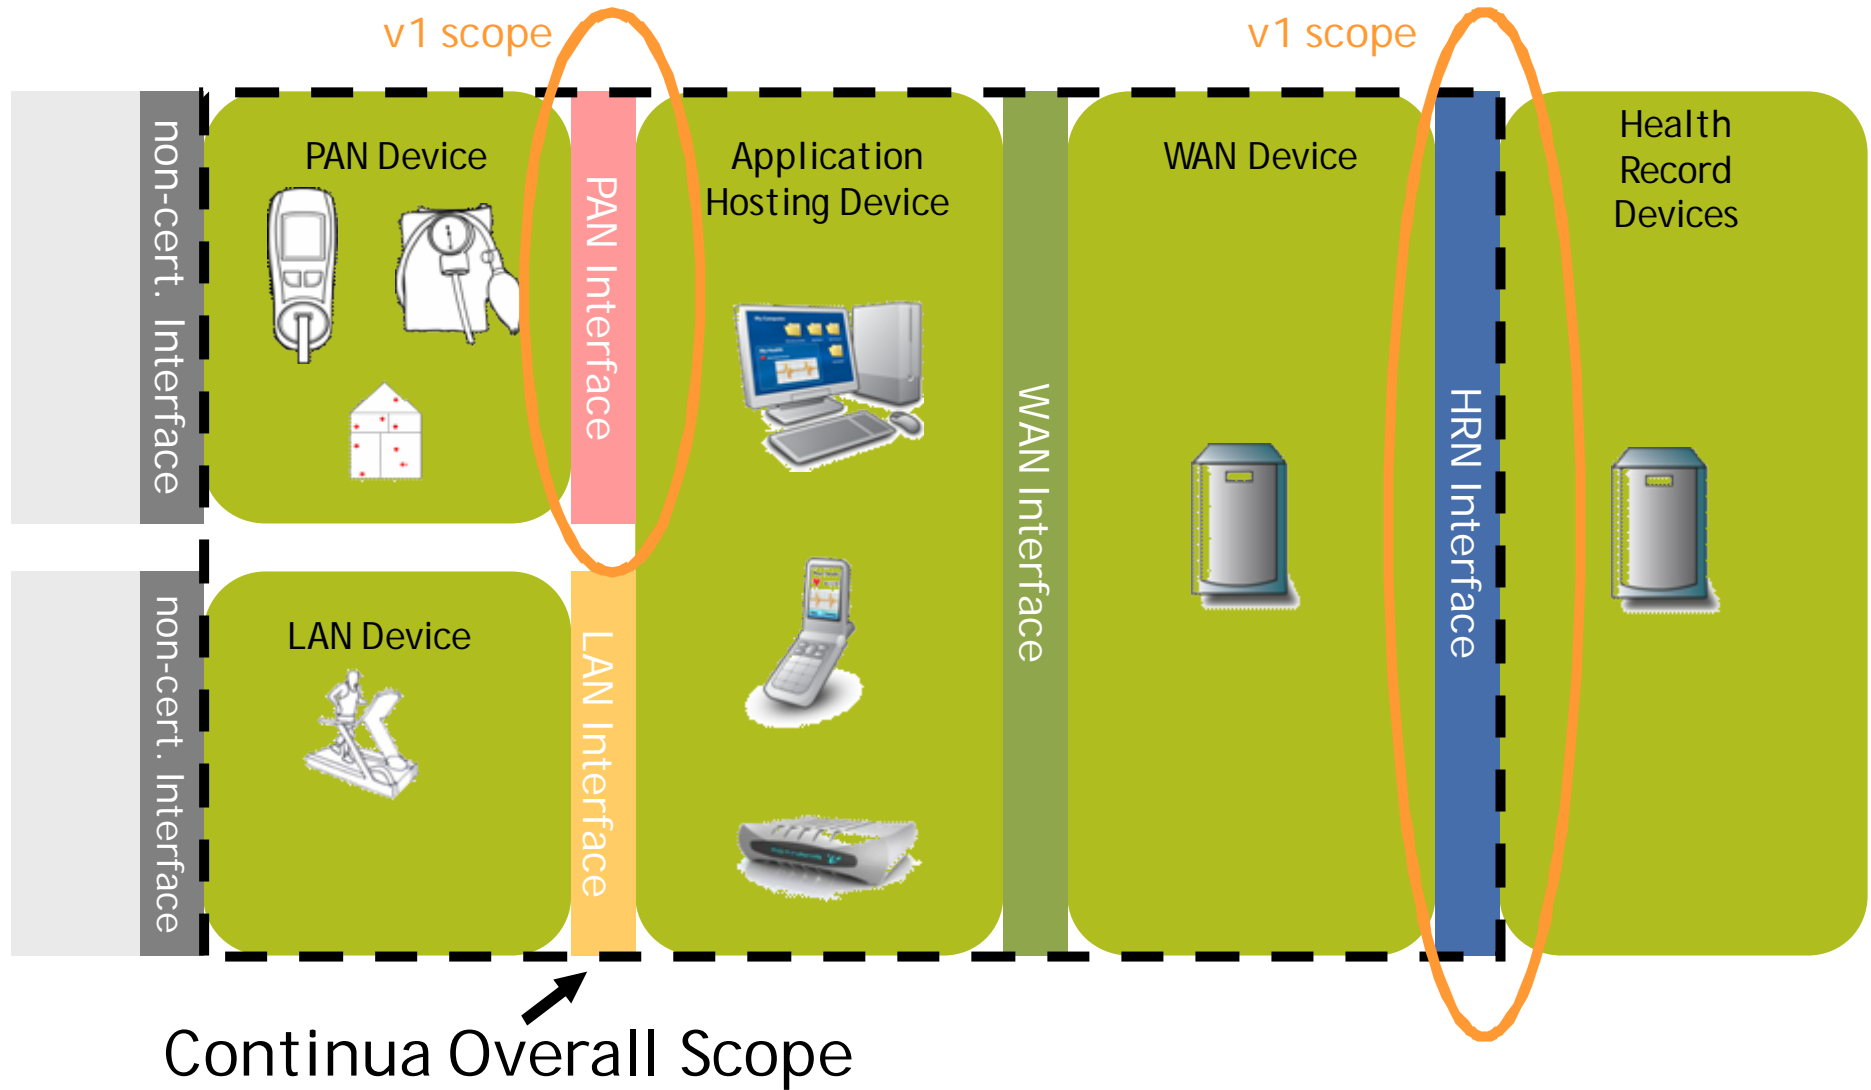 v1 scope
v1 scope
non-cert. Interface
PAN Device
PAN Interface
Application
Hosting Device
WAN Interface
WAN Device
HRN Interface
Health
Record
Devices
non-cert. Interface
LAN Device
LAN Interface
Continua Overall Scope